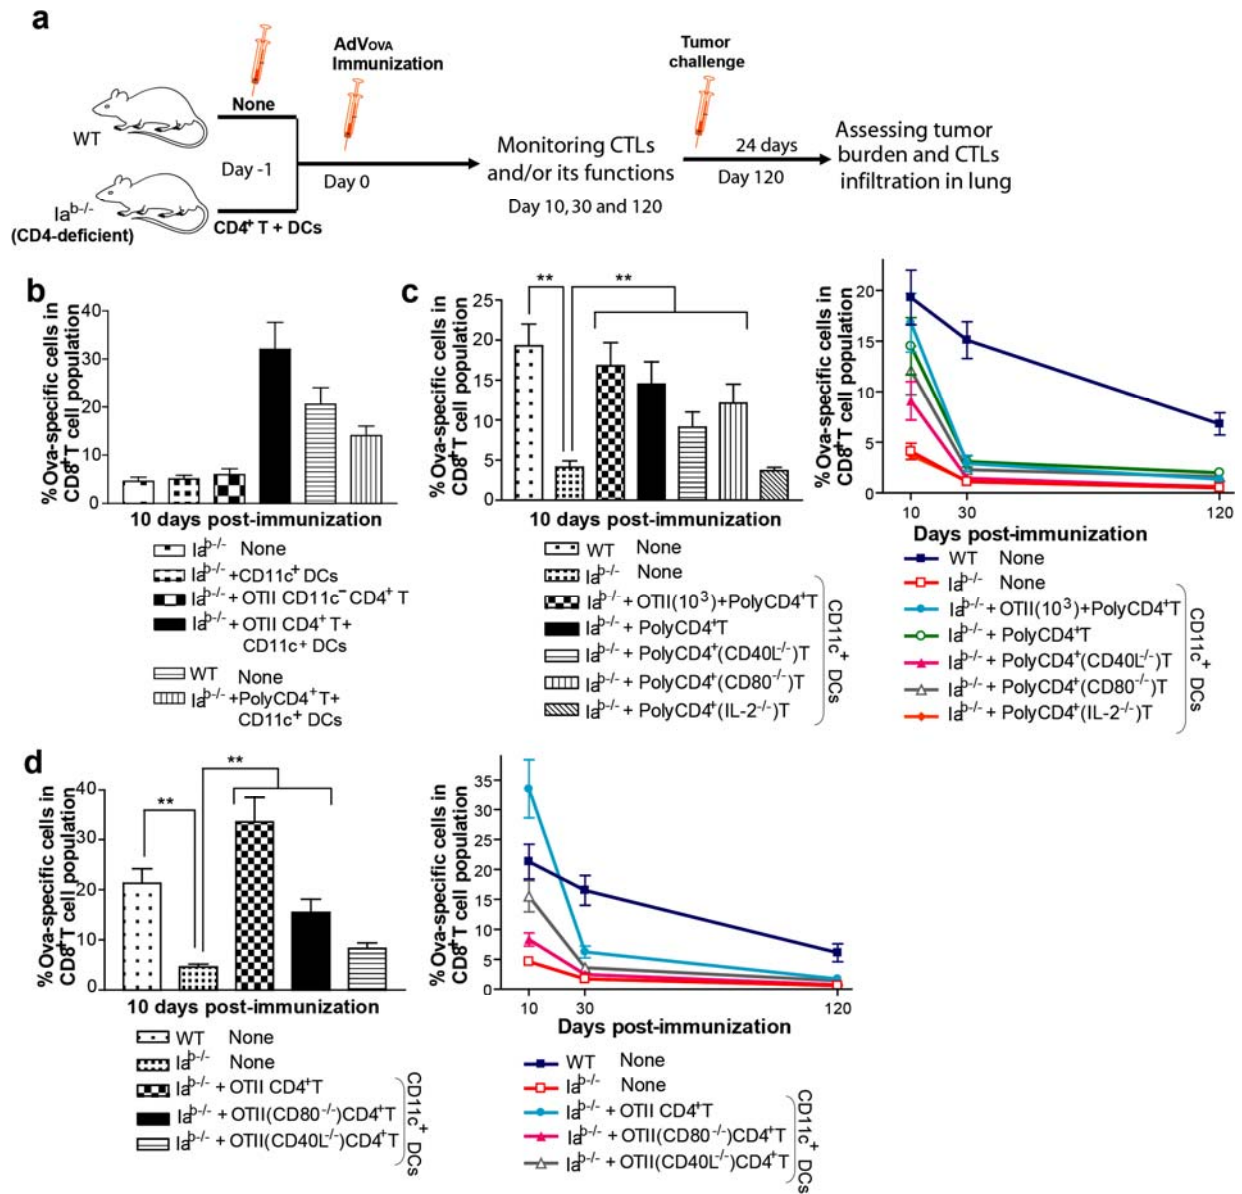 a
AdVOVA
Immunization
Tumor
challenge
None
WT
Day -1
Day 0
Monitoring CTLs
and/or its functions
Day 10, 30 and 120
24 days
Day 120
Assessing tumor
burden and CTLs
infiltration in lung
Iab-/-
(CD4-deficient)
CD4+ T + DCs
b
%Ova-specific cells in
CD8+T cell population
40
30
20
10
0
10 days post-immunization
Iab-/- None
Iab-/- +CD11c+ DCs
Iab-/- + OTII CD11c- CD4+ T
Iab-/- + OTII CD4+ T+
CD11c+ DCs
WT None
Iab-/- +PolyCD4+T+
CD11c+ DCs
c
%Ova-specific cells in
CD8+T cell population
25
20
15
10
5
0
** **
10 days post-immunization
WT None
Iab-/- None
Iab-/- + OTII(10³)+PolyCD4+T
Iab-/- + PolyCD4+T
Iab-/- + PolyCD4+(CD40L-/-)T
Iab-/- + PolyCD4+(CD80-/-)T
Iab-/- + PolyCD4+(IL-2-/-)T
CD11c+ DCs
%Ova-specific cells in
CD8+T cell population
20
15
10
5
0
10 30 120
Days post-immunization
WT None
Iab-/- None
Iab-/- + OTII(10³)+PolyCD4+T
Iab-/- + PolyCD4+T
Iab-/- + PolyCD4+(CD40L-/-)T
Iab-/- + PolyCD4+(CD80-/-)T
Iab-/- + PolyCD4+(IL-2-/-)T
CD11c+ DCs
d
%Ova-specific cells in
CD8+T cell population
40
30
20
10
0
** **
10 days post-immunization
WT None
Iab-/- None
Iab-/- + OTII CD4+T
Iab-/- + OTII(CD80-/-)CD4+T
Iab-/- + OTII(CD40L-/-)CD4+T
CD11c+ DCs
%Ova-specific cells in
CD8+T cell population
35
30
25
20
15
10
5
0
10 30 120
Days post-immunization
WT None
Iab-/- None
Iab-/- + OTII CD4+T
Iab-/- + OTII(CD80-/-)CD4+T
Iab-/- + OTII(CD40L-/-)CD4+T
CD11c+ DCs